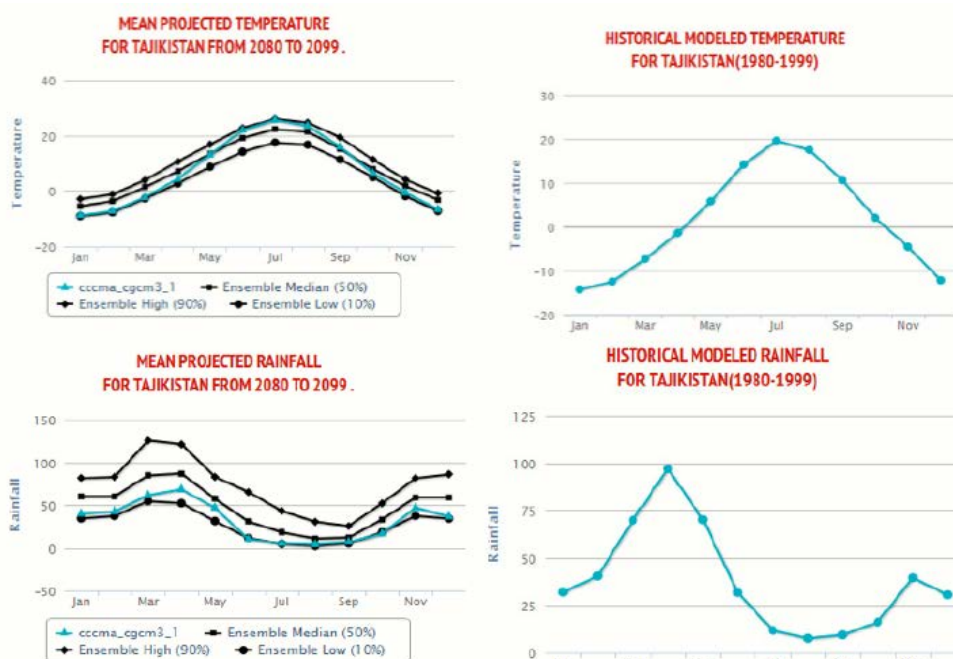 MEAN PROJECTED TEMPERATURE
FOR TAJIKISTAN FROM 2080 TO 2099 .
40
20
0
-20
Temperature
Jan Mar May Jul Sep Nov
cccma_cgcm3_1 Ensemble Median (50%)
Ensemble High (90%) Ensemble Low (10%)
HISTORICAL MODELED TEMPERATURE
FOR TAJIKISTAN(1980-1999)
30
20
10
0
-10
-20
Temperature
Jan Mar May Jul Sep Nov
MEAN PROJECTED RAINFALL
FOR TAJIKISTAN FROM 2080 TO 2099 .
150
100
50
0
-50
Rainfall
Jan Mar May Jul Sep Nov
cccma_cgcm3_1 Ensemble Median (50%)
Ensemble High (90%) Ensemble Low (10%)
HISTORICAL MODELED RAINFALL
FOR TAJIKISTAN(1980-1999)
125
100
75
50
25
0
Rainfall